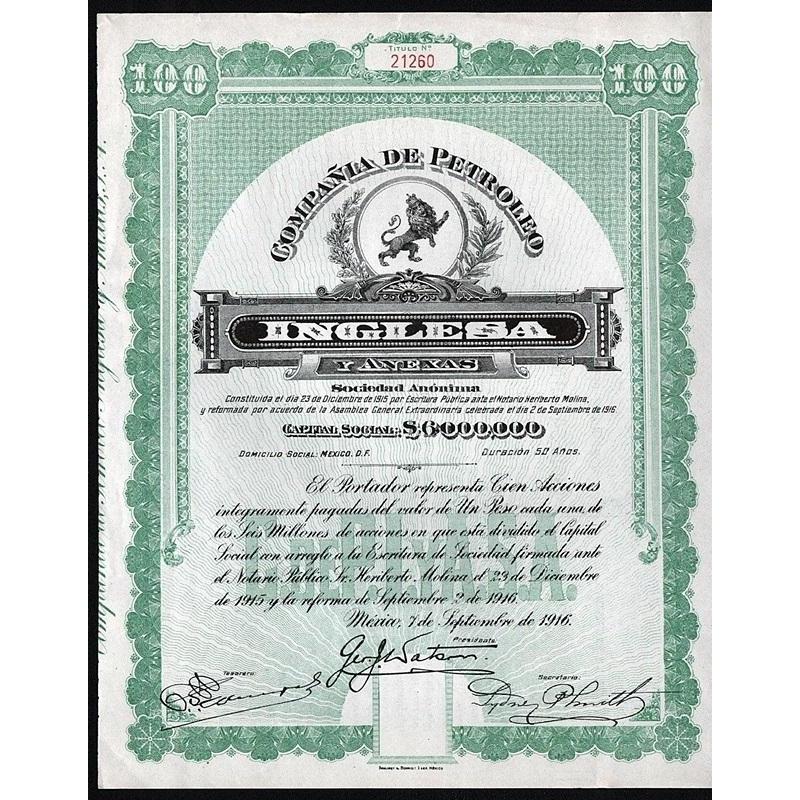 TITULO Nº
21260
100 100
COMPAÑIA DE PETROLEO
INGLESA
Y ANEXAS
Sociedad Anónima
Constituida el dia 23 de Diciembre de 1915 por Escritura Pública ante el Notario Heriberto Molina,
y reformada por acuerdo de la Asamblea General Extraordinaria celebrada el dia 2 de Septiembre de 1916.
CAPITAL SOCIAL: $ 6000,000
DOMICILIO SOCIAL: MEXICO, D.F. Duración 50 Años.
El Portador representa Cien Acciones
integramente pagadas del valor de Un Peso cada una, de
los Seis Millones de acciones en que está dividido el Capital
Social con arreglo a la Escritura de Sociedad firmada ante
el Notario Público Sr. Heriberto Molina el 23 de Diciembre
de 1915 y la reforma de Septiembre 2 de 1916.
México, 7 de Septiembre de 1916.
Presidente
Geo. J. Watson
Tesorero: Secretario:
Sydney P. Smith